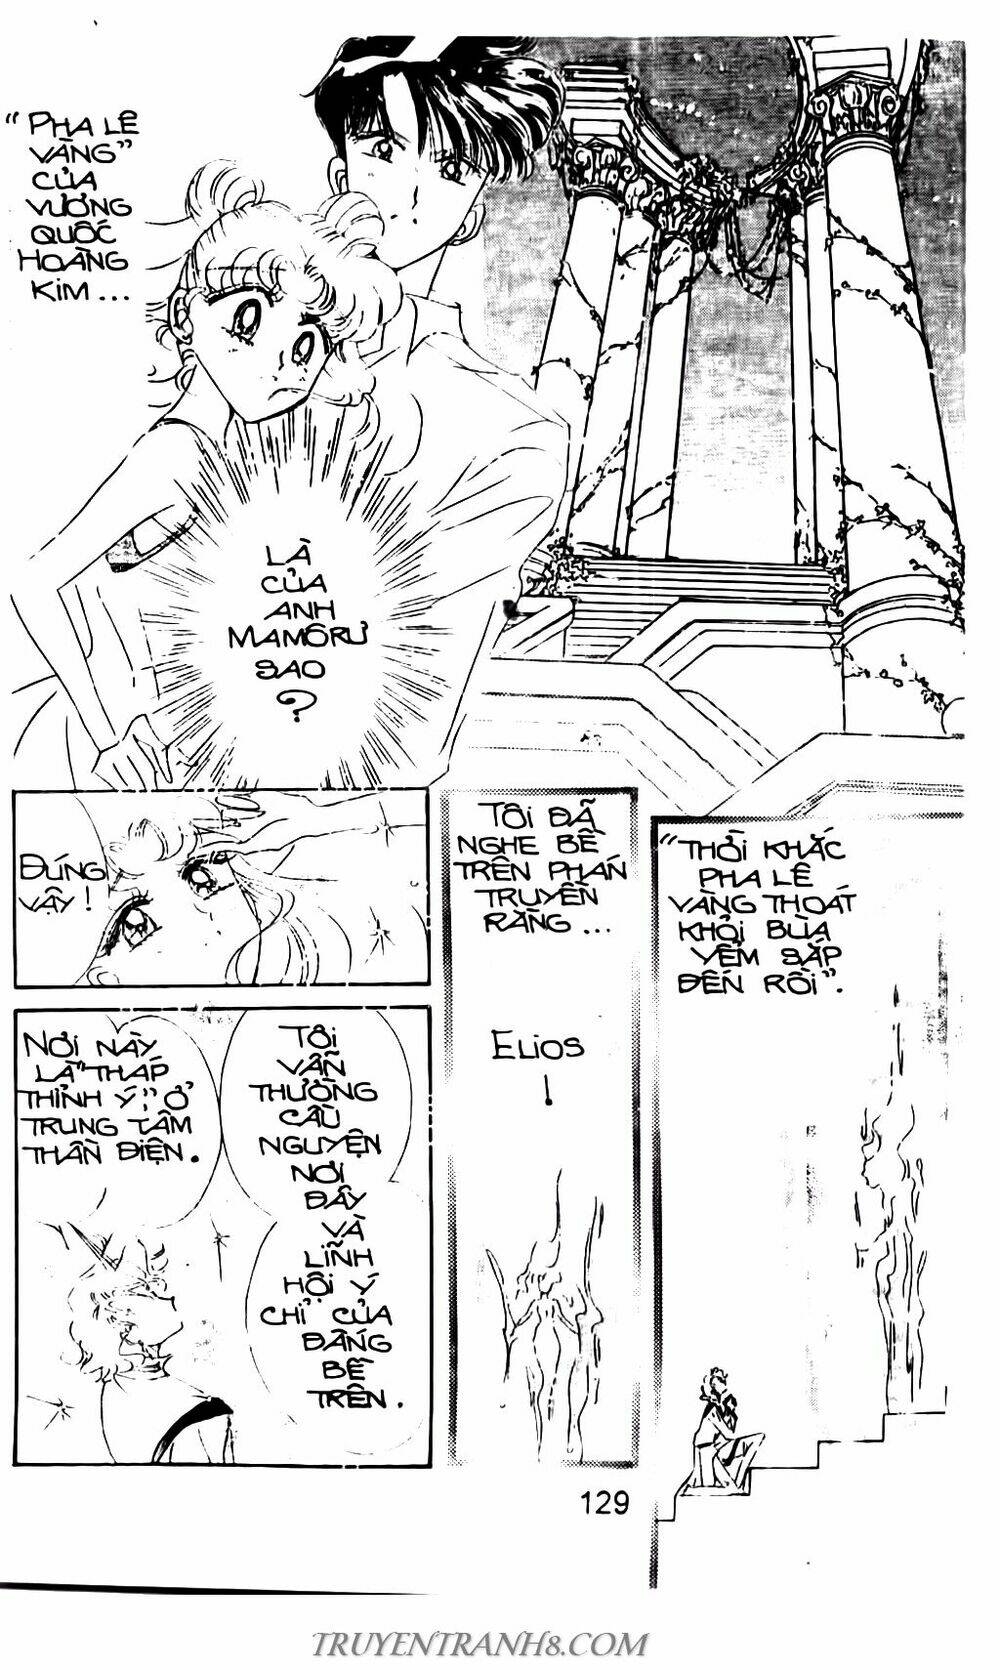 "PHA LÊ
VÀNG"
CỦA
VƯƠNG
QUỐC
HOÀNG
KIM...
LÀ
CỦA
ANH
MAMÔRƯ
SAO
?
ĐÚNG
VẬY!
TÔI ĐÃ
NGHE BỀ
TRÊN PHÁN
TRUYỀN
RẰNG...
ELIOS
!
"THỜI KHẮC
PHA LÊ
VÀNG THOÁT
KHỎI BÙA
YỂM SẮP
ĐẾN RỒI".
NƠI NÀY
LÀ "THÁP
THỈNH Ý", Ở
TRUNG TÂM
THẦN ĐIỆN.
TÔI
VẪN
THƯỜNG
CẦU
NGUYỆN
NƠI
ĐÂY
VÀ
LĨNH
HỘI Ý
CHỈ CỦA
ĐẤNG
BỀ
TRÊN.
129
TRUYENTRANH8.COM